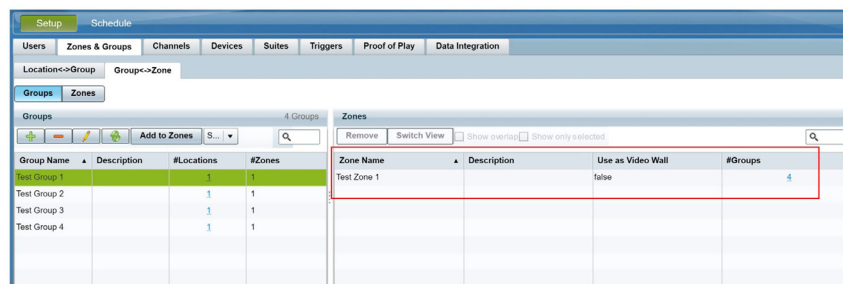 Setup Schedule
Users Zones & Groups Channels Devices Suites Triggers Proof of Play Data Integration
Location<->Group Group<->Zone
Groups Zones
Groups 4 Groups Zones
Add to Zones S... Remove Switch View Show overlap Show only selected
Group Name Description #Locations #Zones Zone Name Description Use as Video Wall #Groups
Test Group 1 1 1 Test Zone 1 false 4
Test Group 2 1 1
Test Group 3 1 1
Test Group 4 1 1